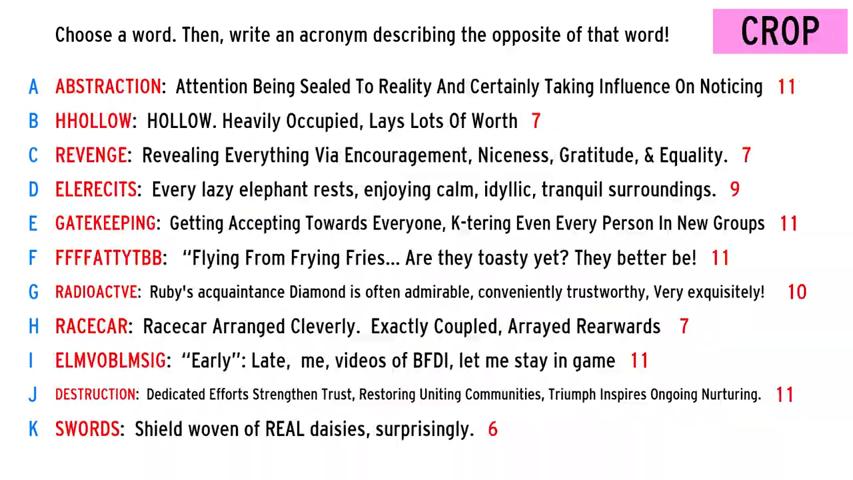 Choose a word. Then, write an acronym describing the opposite of that word!
CROP
A ABSTRACTION: Attention Being Sealed To Reality And Certainly Taking Influence On Noticing 11
B HHOLLOW: HOLLOW. Heavily Occupied, Lays Lots Of Worth 7
C REVENGE: Revealing Everything Via Encouragement, Niceness, Gratitude, & Equality. 7
D ELERECITS: Every lazy elephant rests, enjoying calm, idyllic, tranquil surroundings. 9
E GATEKEEPING: Getting Accepting Towards Everyone, K-tering Even Every Person In New Groups 11
F FFFFATTYTBB: “Flying From Frying Fries... Are they toasty yet? They better be! 11
G RADIOACTVE: Ruby's acquaintance Diamond is often admirable, conveniently trustworthy, Very exquisitely! 10
H RACECAR: Racecar Arranged Cleverly. Exactly Coupled, Arrayed Rearwards 7
I ELMVOBLMSIG: “Early”: Late, me, videos of BFDI, let me stay in game 11
J DESTRUCTION: Dedicated Efforts Strengthen Trust, Restoring Uniting Communities, Triumph Inspires Ongoing Nurturing. 11
K SWORDS: Shield woven of REAL daisies, surprisingly. 6